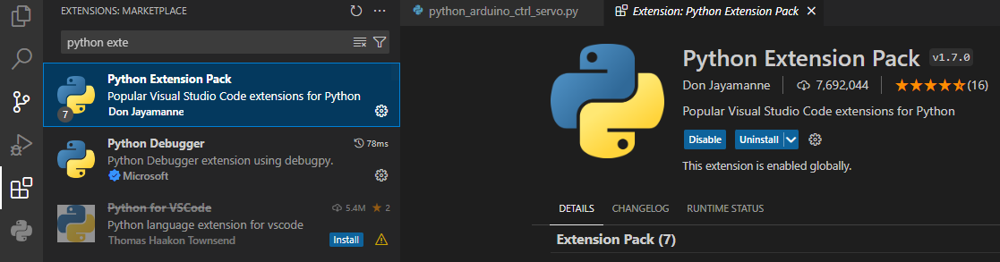 EXTENSIONS: MARKETPLACE
python exte
Python Extension Pack
Popular Visual Studio Code extensions for Python
Don Jayamanne
7
Python Debugger
78ms
Python Debugger extension using debugpy.
Microsoft
Python for VSCode
5.4M
2
Python language extension for vscode
Thomas Haakon Townsend
Install
python_arduino_ctrl_servo.py
Extension: Python Extension Pack
Python Extension Pack
v1.7.0
Don Jayamanne
7,692,044
(16)
Popular Visual Studio Code extensions for Python
Disable
Uninstall
This extension is enabled globally.
DETAILS
CHANGELOG
RUNTIME STATUS
Extension Pack (7)